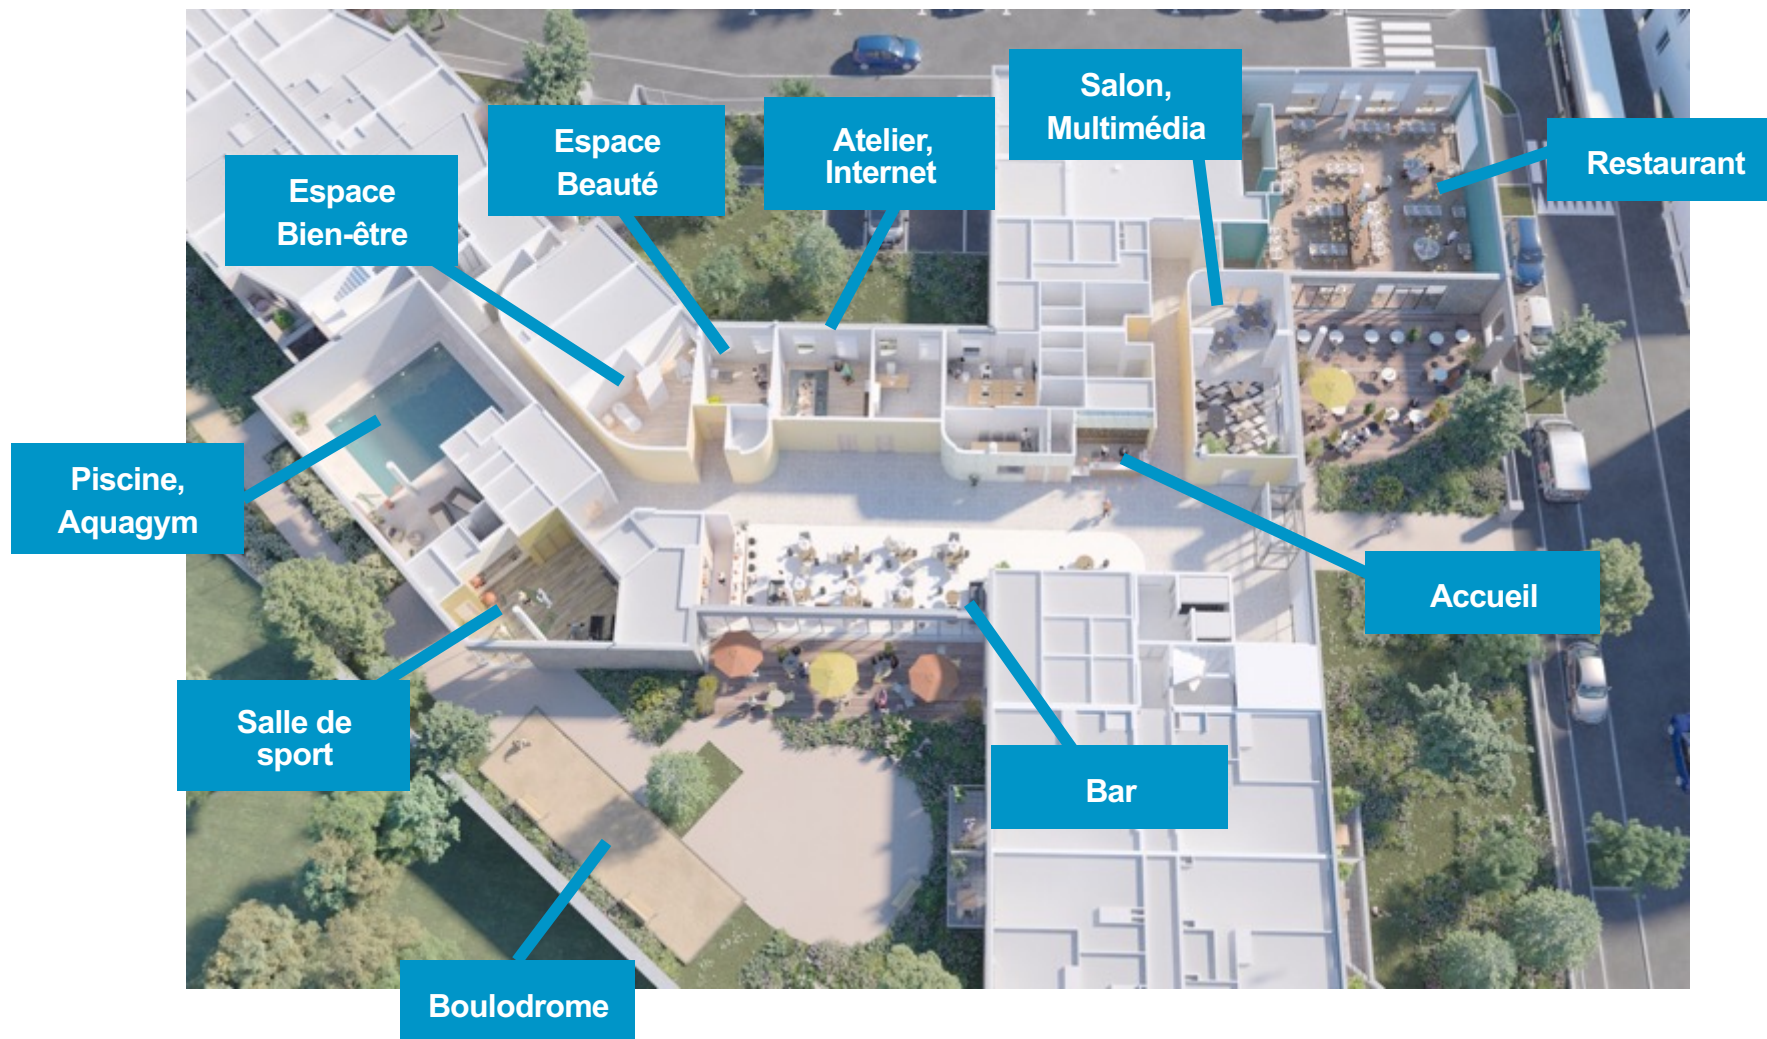 Salon,
Multimédia
Espace
Beauté
Atelier,
Internet
Restaurant
Espace
Bien-être
Piscine,
Aquagym
Accueil
Salle de
sport
Bar
Boulodrome